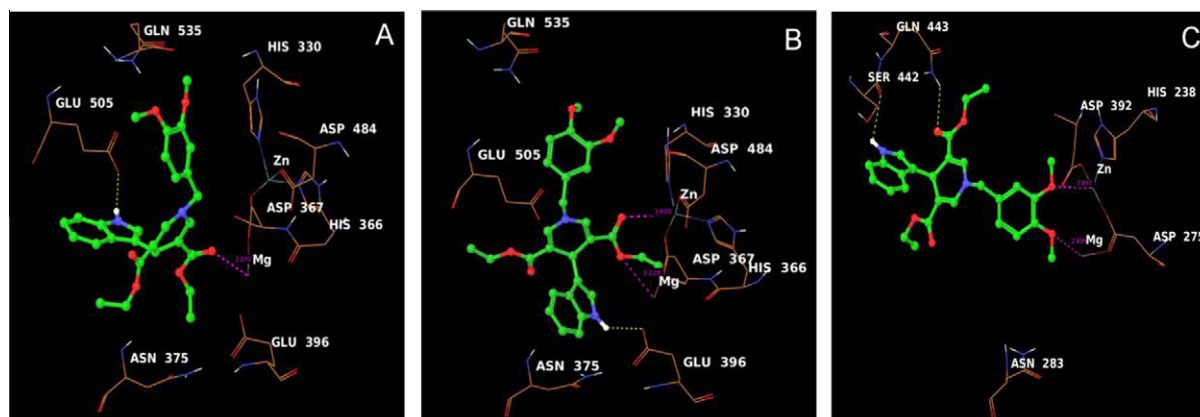 A
GLN 535
HIS 330
GLU 505
ASP 484
Zn
ASP 367
HIS 366
Mg
GLU 396
ASN 375
B
GLN 535
HIS 330
GLU 505
ASP 484
Zn
ASP 367
Mg
HIS 366
ASN 375
GLU 396
C
GLN 443
SER 442
HIS 238
ASP 392
Zn
Mg
ASP 275
ASN 283